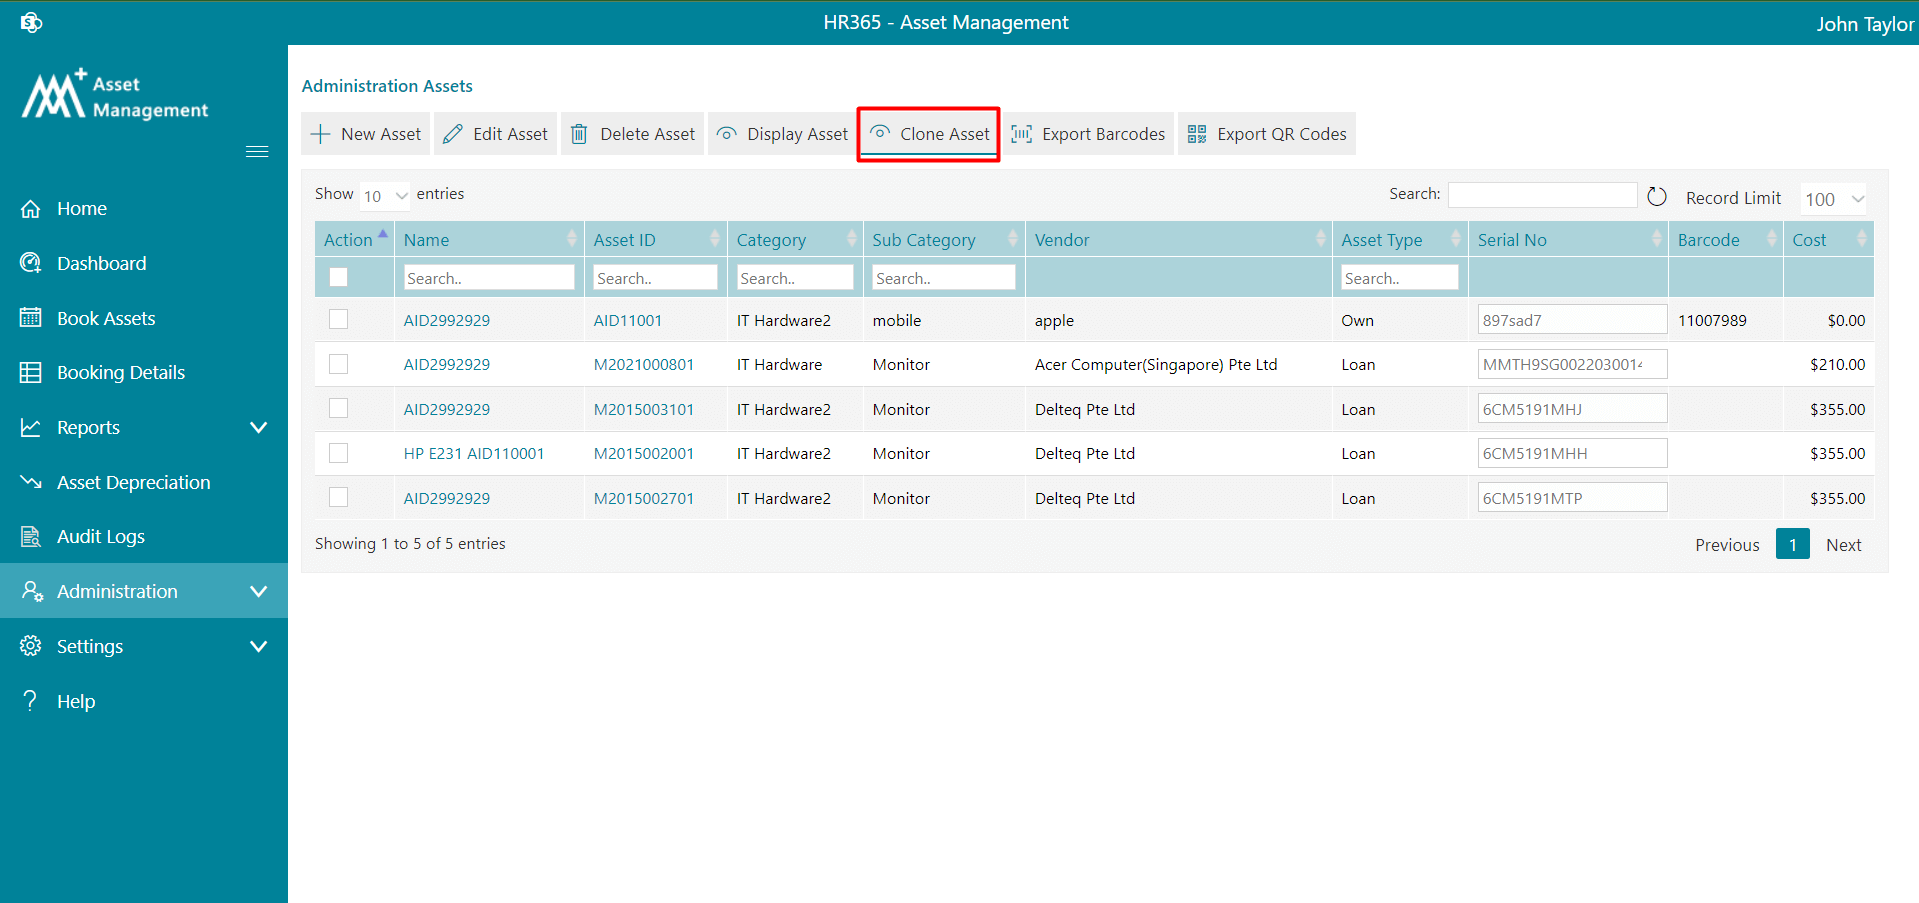 HR365 - Asset Management
John Taylor
Asset
Management
Home
Dashboard
Book Assets
Booking Details
Reports
Asset Depreciation
Audit Logs
Administration
Settings
Help
Administration Assets
New Asset Edit Asset Delete Asset Display Asset Clone Asset Export Barcodes Export QR Codes
Show 10 entries Search: Record Limit 100
Action Name Asset ID Category Sub Category Vendor Asset Type Serial No Barcode Cost
Search.. Search.. Search.. Search.. Search..
AID2992929 AID11001 IT Hardware2 mobile apple Own 897sad7 11007989 $0.00
AID2992929 M2021000801 IT Hardware Monitor Acer Computer(Singapore) Pte Ltd Loan $210.00
AID2992929 M2015003101 IT Hardware2 Monitor Delteq Pte Ltd Loan 6CM5191MHJ $355.00
HP E231 AID110001 M2015002001 IT Hardware2 Monitor Delteq Pte Ltd Loan 6CM5191MHH $355.00
AID2992929 M2015002701 IT Hardware2 Monitor Delteq Pte Ltd Loan 6CM5191MTP $355.00
Showing 1 to 5 of 5 entries Previous 1 Next